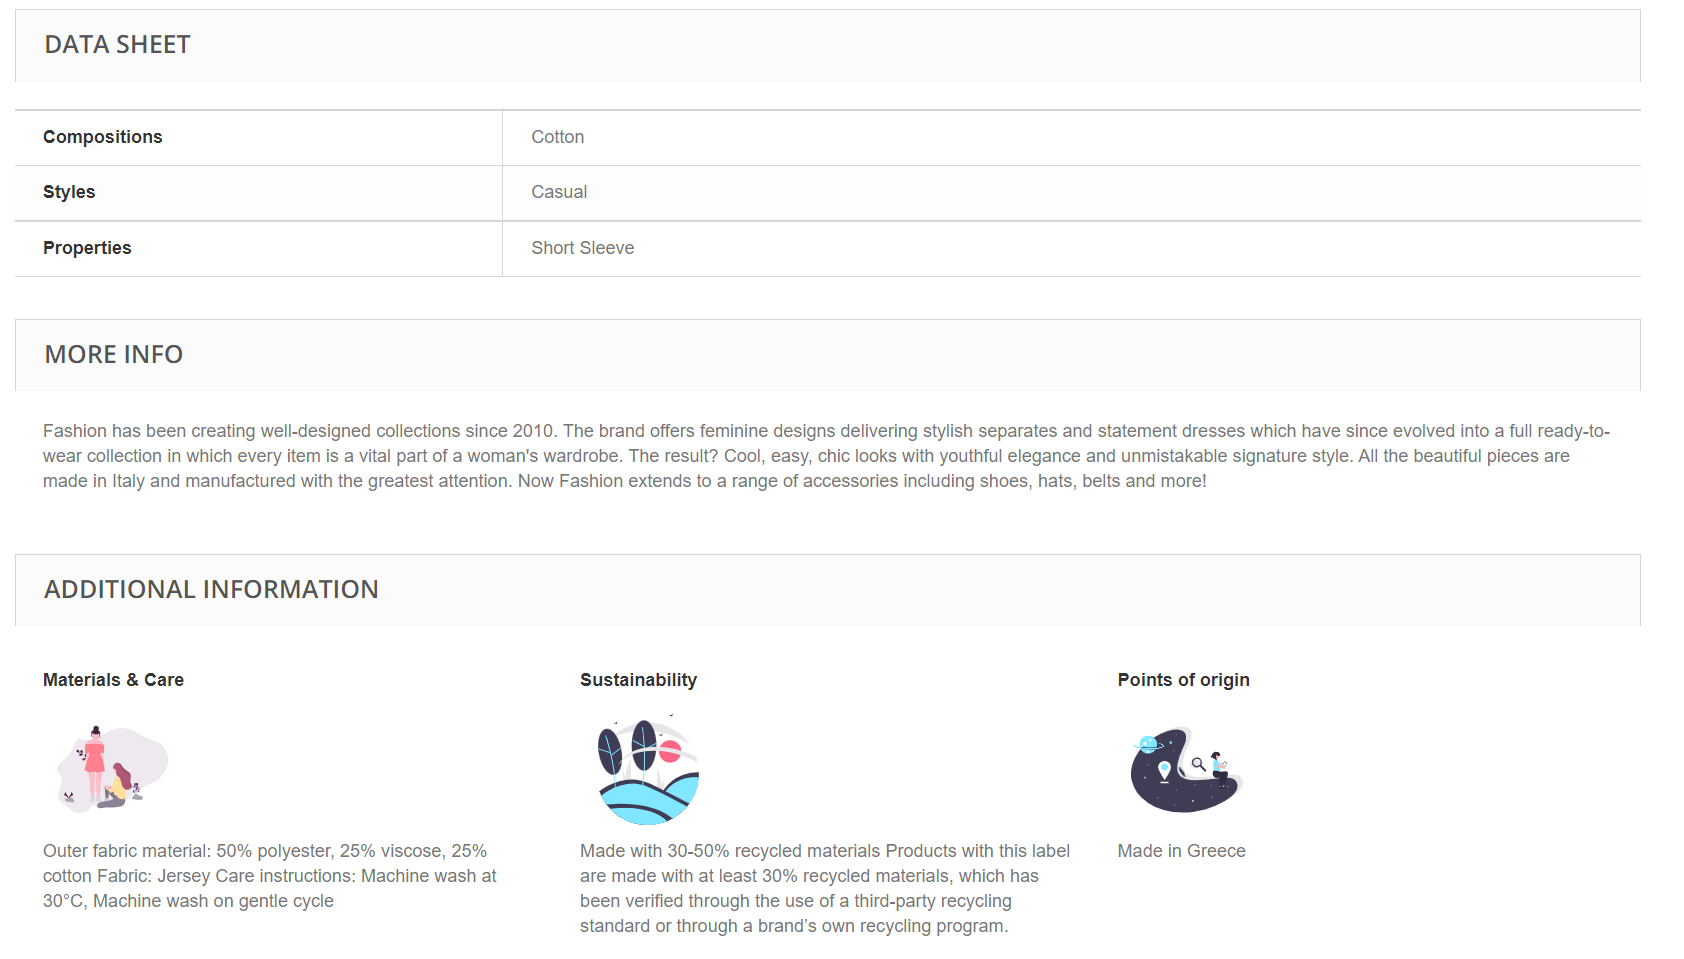 DATA SHEET
Compositions Cotton
Styles Casual
Properties Short Sleeve
MORE INFO
Fashion has been creating well-designed collections since 2010. The brand offers feminine designs delivering stylish separates and statement dresses which have since evolved into a full ready-to-
wear collection in which every item is a vital part of a woman's wardrobe. The result? Cool, easy, chic looks with youthful elegance and unmistakable signature style. All the beautiful pieces are
made in Italy and manufactured with the greatest attention. Now Fashion extends to a range of accessories including shoes, hats, belts and more!
ADDITIONAL INFORMATION
Materials & Care
Outer fabric material: 50% polyester, 25% viscose, 25%
cotton Fabric: Jersey Care instructions: Machine wash at
30°C, Machine wash on gentle cycle
Sustainability
Made with 30-50% recycled materials Products with this label
are made with at least 30% recycled materials, which has
been verified through the use of a third-party recycling
standard or through a brand’s own recycling program.
Points of origin
Made in Greece